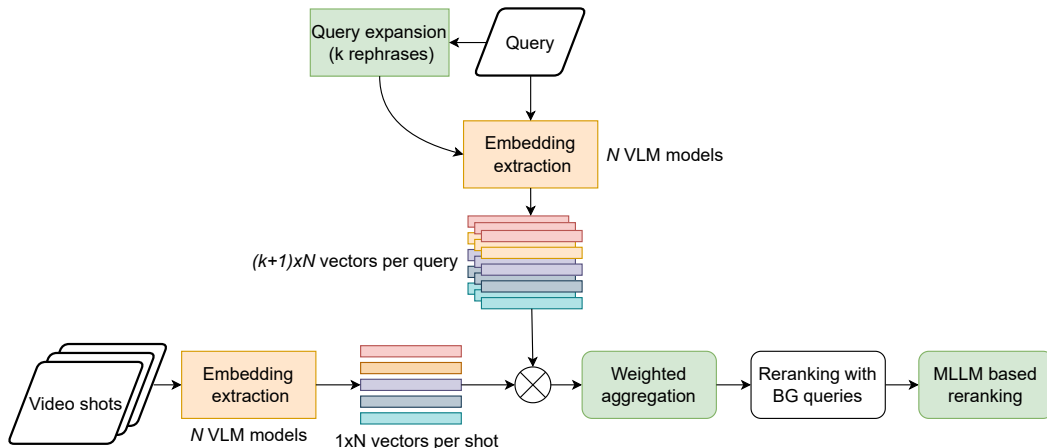 Query expansion
(k rephrases)
Query
Embedding
extraction
N VLM models
(k+1)xN vectors per query
Video shots
Embedding
extraction
N VLM models
1xN vectors per shot
Weighted
aggregation
Reranking with
BG queries
MLLM based
reranking